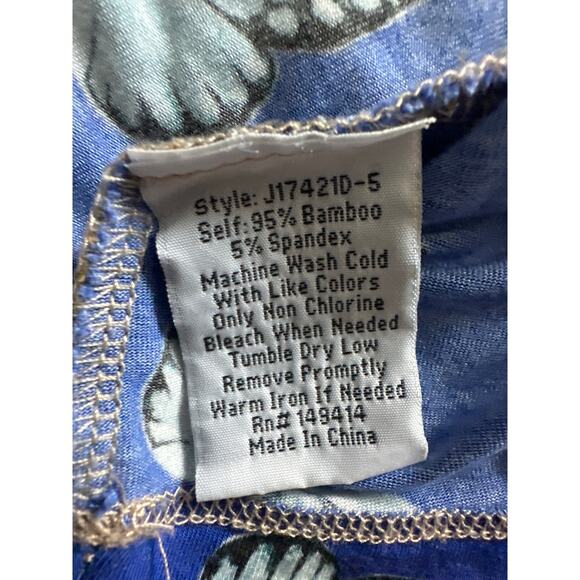 Style: J17421D-5
Self: 95% Bamboo
5% Spandex
Machine Wash Cold
With Like Colors
Only Non Chlorine
Bleach When Needed
Tumble Dry Low
Remove Promptly
Warm Iron If Needed
Rn# 149414
Made In China